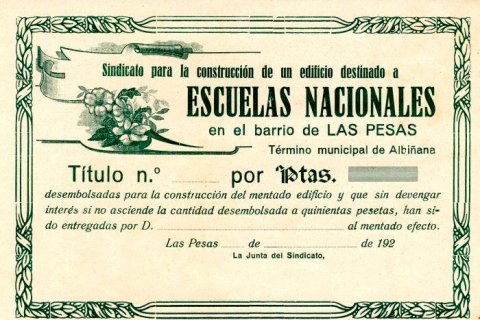 Sindicato para la construcción de un edificio destinado a
ESCUELAS NACIONALES
en el barrio de LAS PESAS
Término municipal de Albiñana
Título n.º por Ptas.
desembolsadas para la construcción del mentado edificio y que sin devengar
interés si no asciende la cantidad desembolsada a quinientas pesetas, han si-
do entregadas por D. al mentado efecto.
Las Pesas de de 192
La Junta del Sindicato,